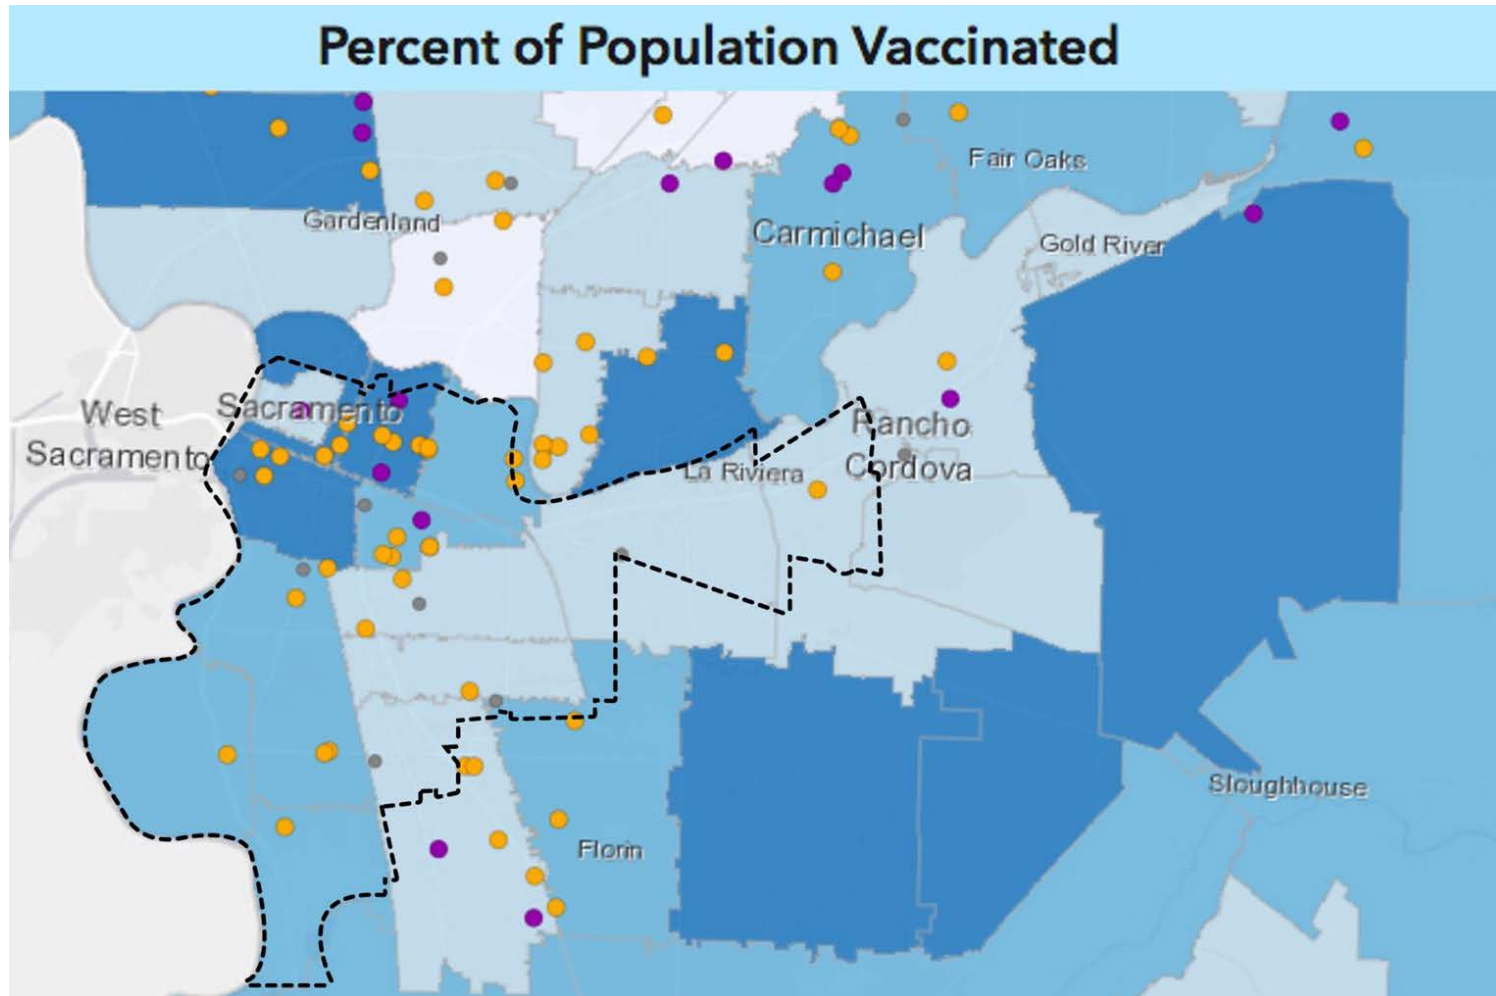 Percent of Population Vaccinated
Fair Oaks
Gardenland
Carmichael
Gold River
West
Sacramento
Sacramento
Rancho
Cordova
La Riviera
Sloughhouse
Florin